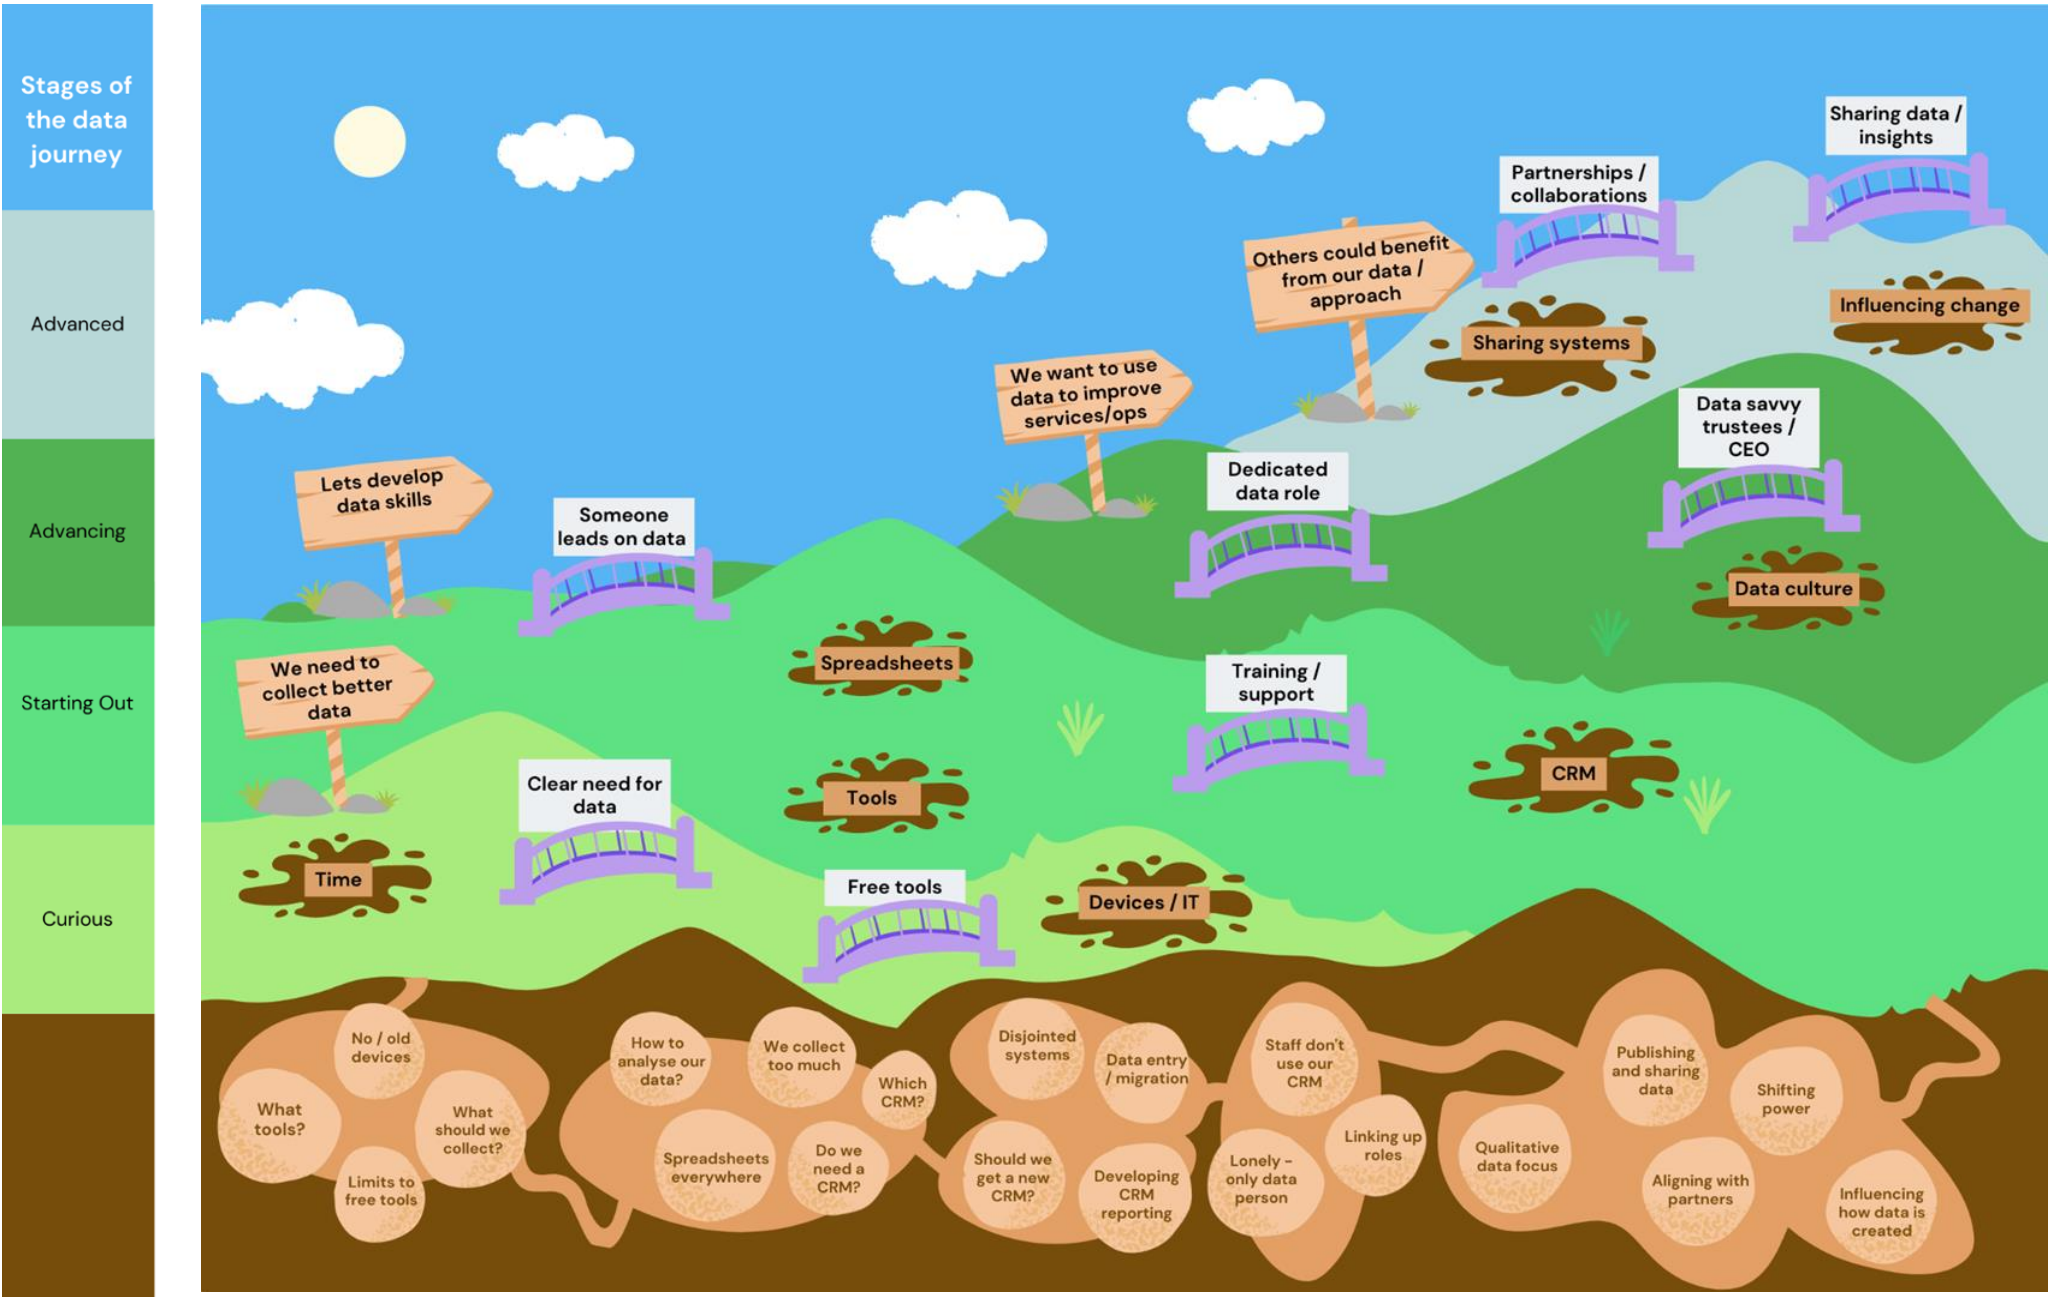 Stages of
the data
journey
Advanced
Advancing
Starting Out
Curious
Sharing data /
insights
Partnerships /
collaborations
Others could benefit
from our data /
approach
Influencing change
Sharing systems
We want to use
data to improve
services/ops
Data savvy
trustees /
CEO
Dedicated
data role
Lets develop
data skills
Someone
leads on data
Data culture
We need to
collect better
data
Spreadsheets
Training /
support
Clear need for
data
Tools
CRM
Time
Free tools
Devices / IT
No / old
devices
What
tools?
What
should we
collect?
Limits to
free tools
How to
analyse our
data?
We collect
too much
Which
CRM?
Spreadsheets
everywhere
Do we
need a
CRM?
Disjointed
systems
Data entry
/ migration
Should we
get a new
CRM?
Developing
CRM
reporting
Staff don't
use our
CRM
Linking up
roles
Lonely -
only data
person
Publishing
and sharing
data
Shifting
power
Qualitative
data focus
Aligning with
partners
Influencing
how data is
created